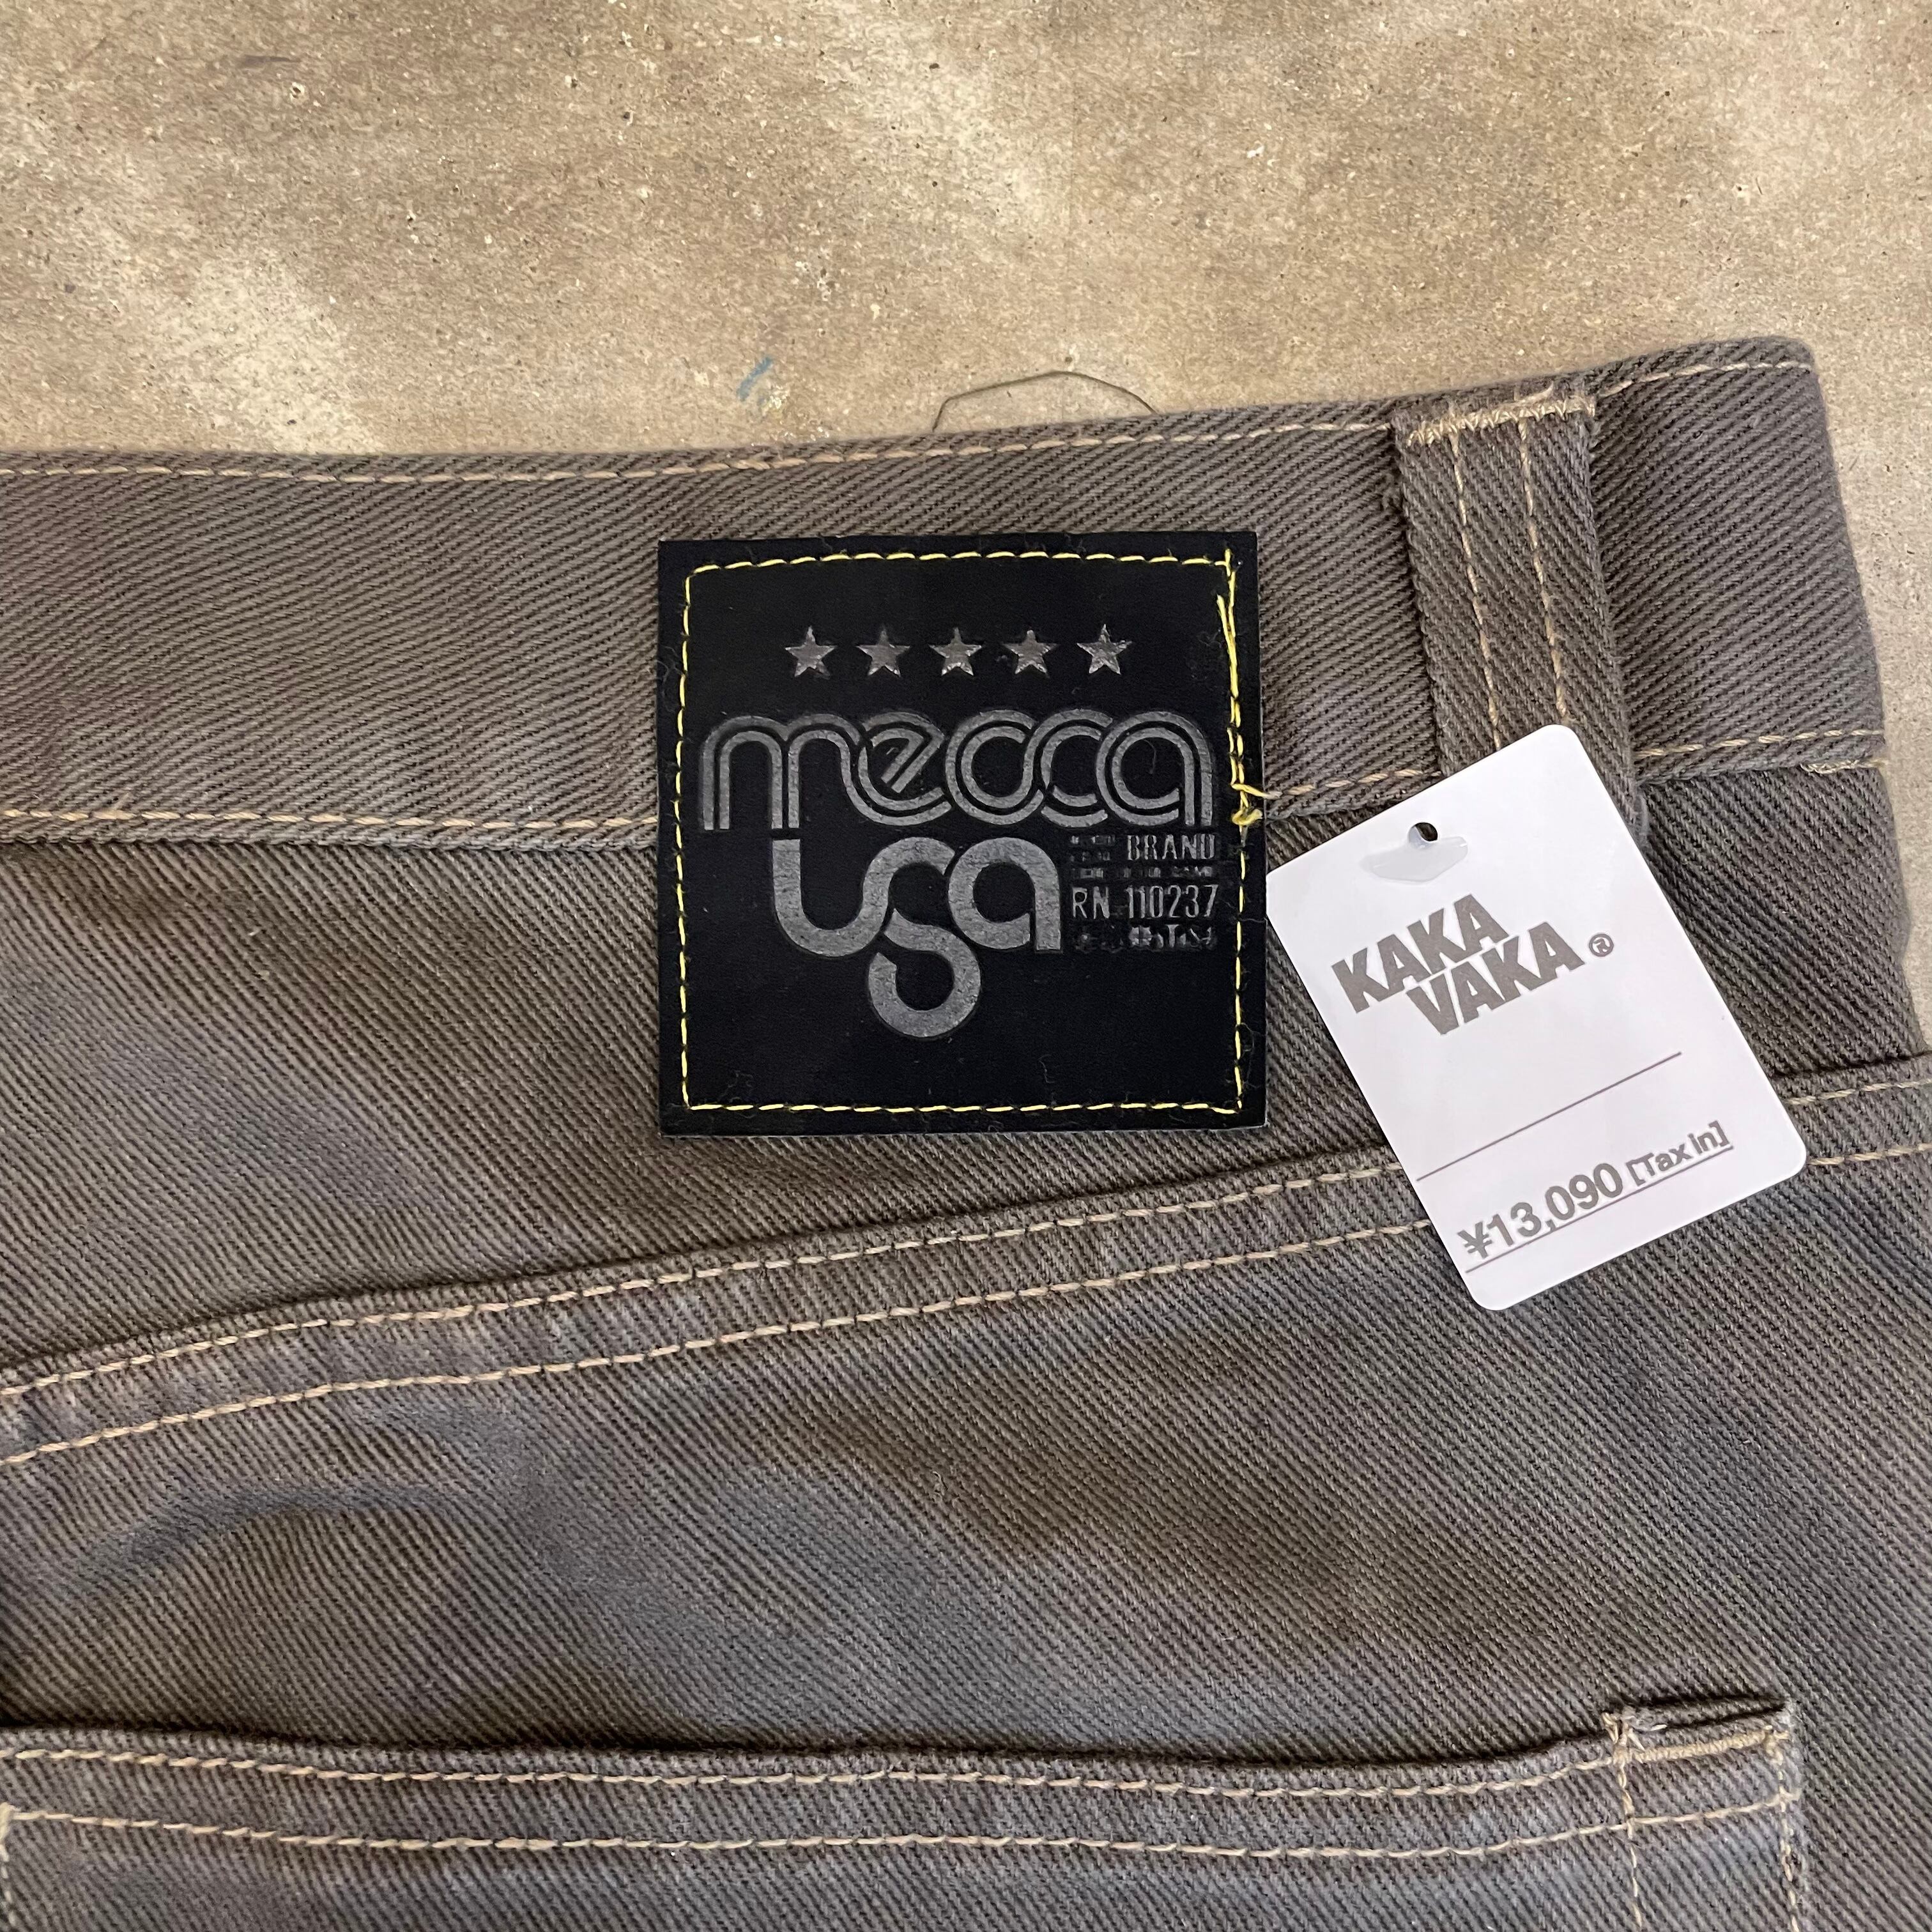 mecca
usa
BRAND
RN 110237
KAKA
VAKA ®
¥13,090 [Tax in]